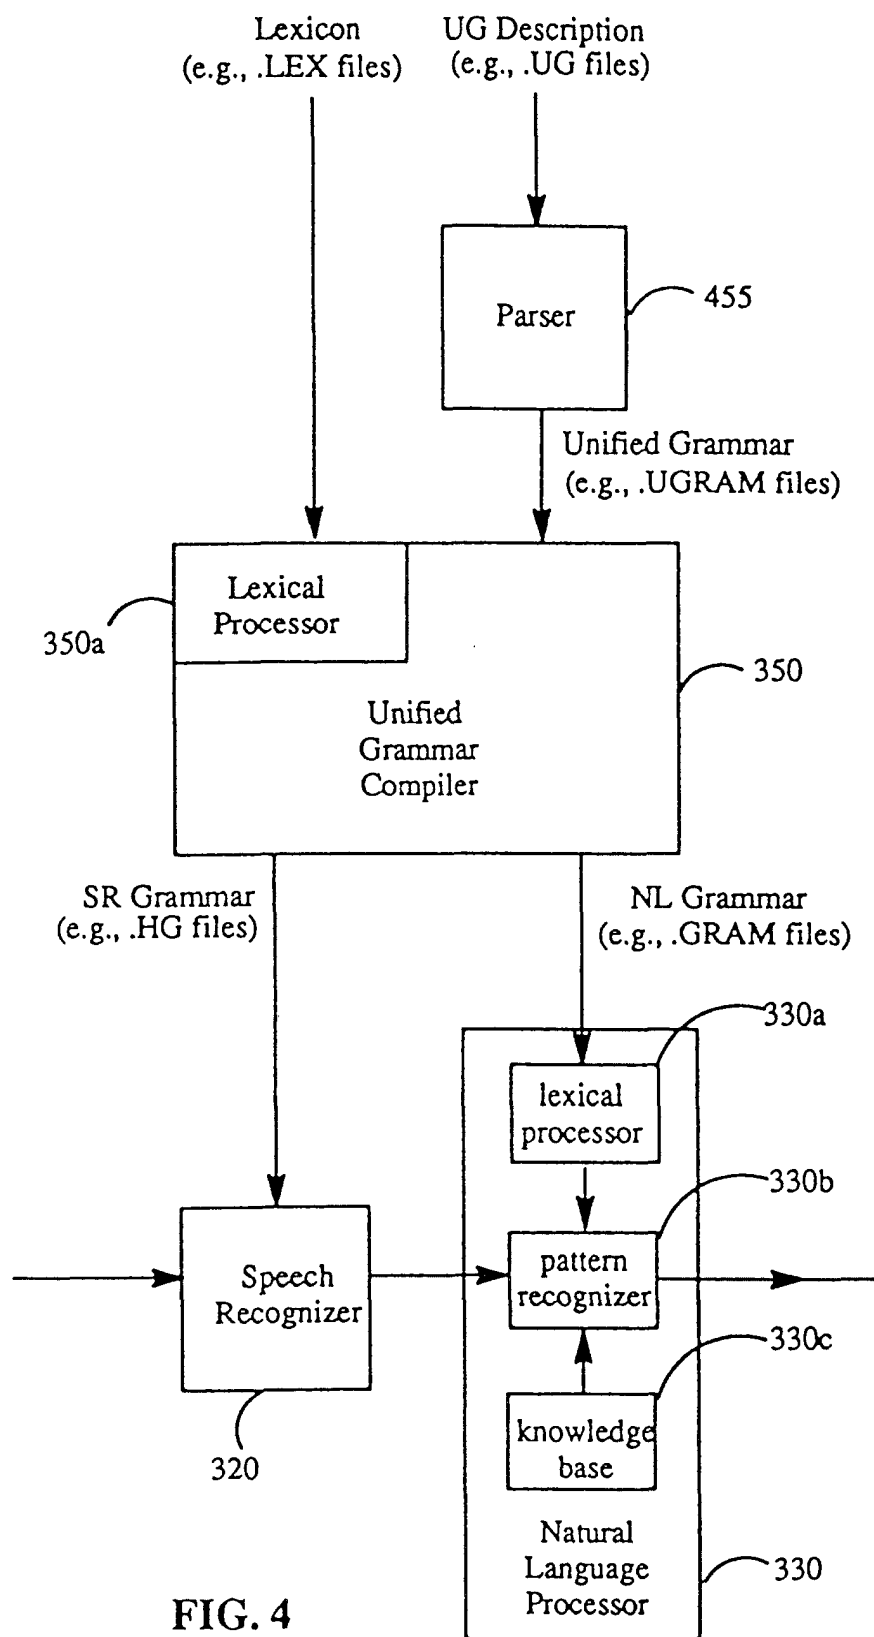 Lexicon
(e.g., .LEX files)
UG Description
(e.g., .UG files)
Parser
455
Unified Grammar
(e.g., .UGRAM files)
Lexical
Processor
350a
350
Unified
Grammar
Compiler
SR Grammar
(e.g., .HG files)
NL Grammar
(e.g., .GRAM files)
330a
lexical
processor
330b
Speech
Recognizer
pattern
recognizer
330c
320
knowledge
base
Natural
Language
Processor
330
FIG. 4